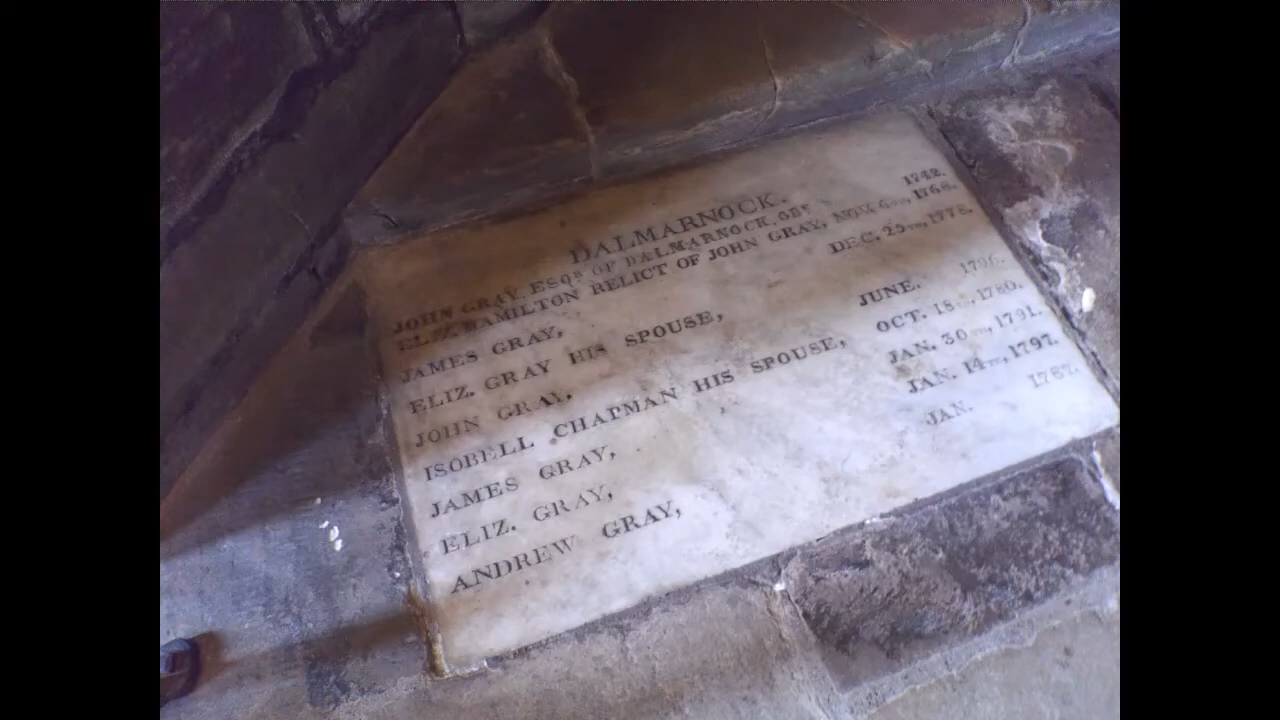 DALMARNOCK.
JOHN GRAY, ESQR OF DALMARNOCK, OBT 1742.
ELIZ. HAMILTON RELICT OF JOHN GRAY, NOV. 1768.
JAMES GRAY, DEC. 25TH, 1778.
ELIZ. GRAY HIS SPOUSE,
JOHN GRAY, JUNE. 1796.
ISOBELL CHAPMAN HIS SPOUSE, OCT. 18TH, 1780.
JAMES GRAY, JAN. 30TH, 1791.
ELIZ. GRAY, JAN. 14TH, 1797.
ANDREW GRAY, JAN. 1787.